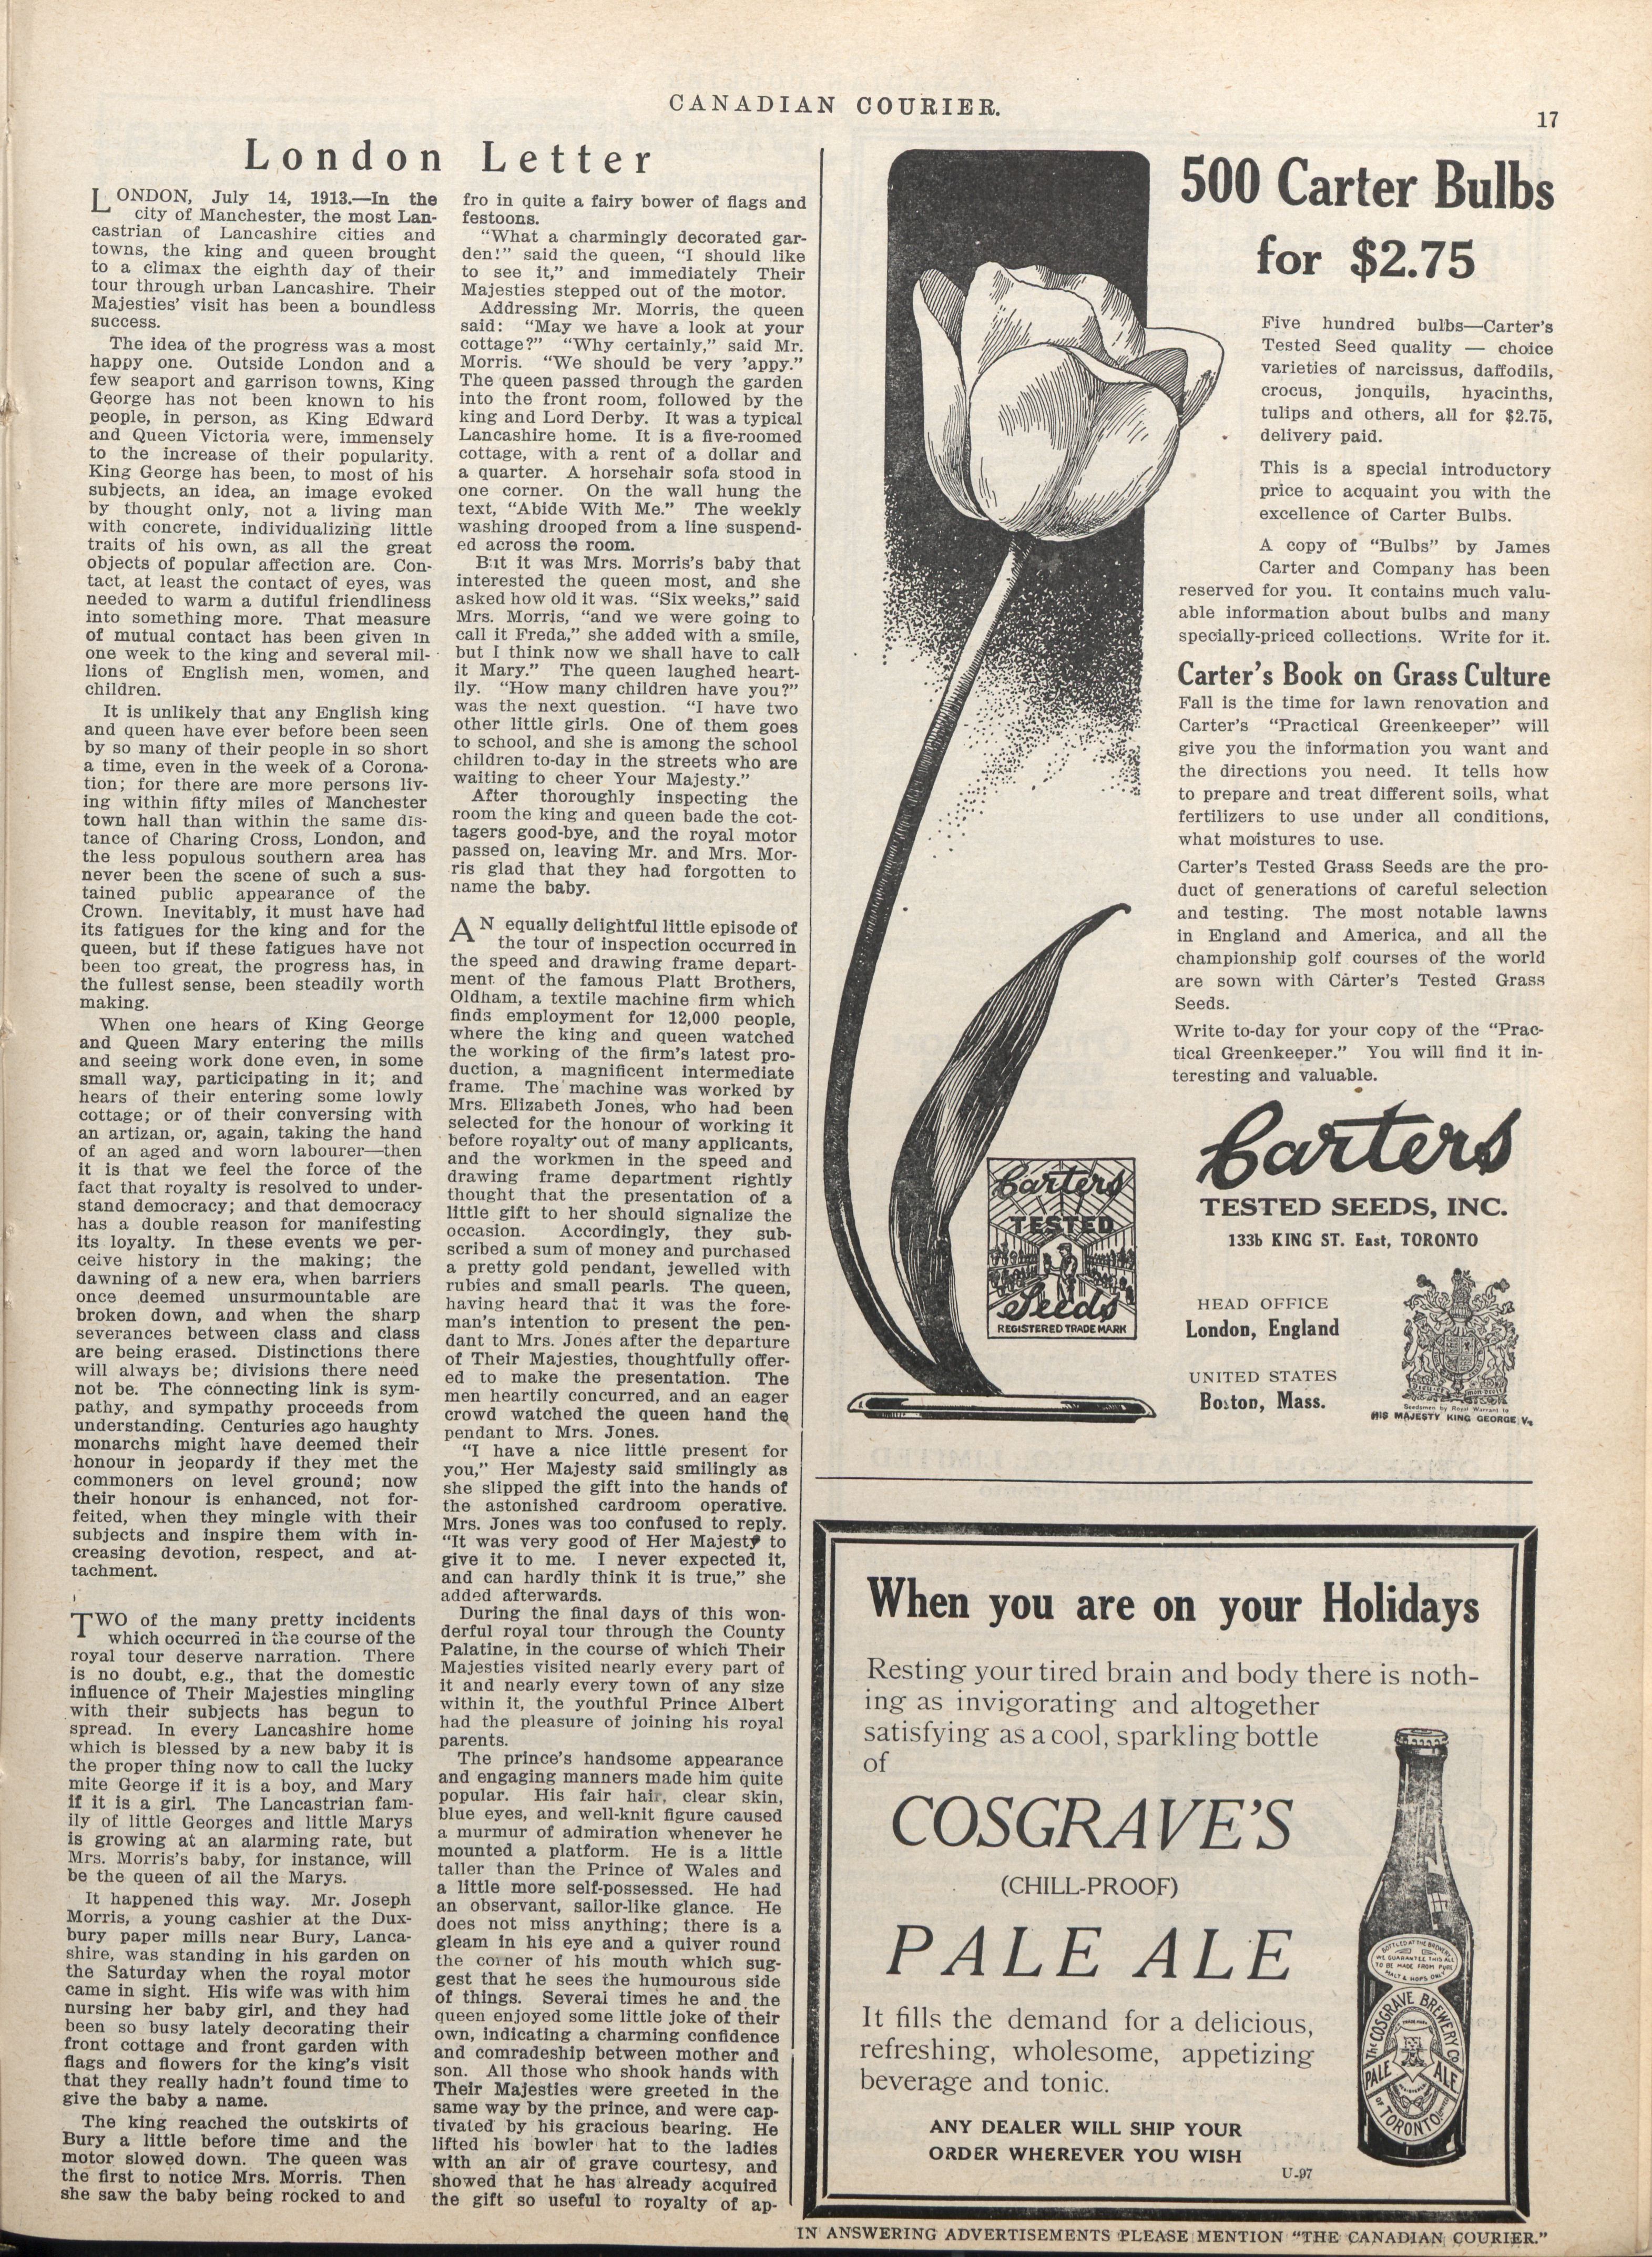 CANADIAN COURIER.
17
London Letter
LONDON, July 14, 1913.—In the
city of Manchester, the most Lan-
castrian of Lancashire cities and
towns, the king and queen brought
to a climax the eighth day of their
tour through urban Lancashire. Their
Majesties' visit has been a boundless
success.
The idea of the progress was a most
happy one. Outside London and a
few seaport and garrison towns, King
George has not been known to his
people, in person, as King Edward
and Queen Victoria were, immensely
to the increase of their popularity.
King George has been, to most of his
subjects, an idea, an image evoked
by thought only, not a living man
with concrete, individualizing little
traits of his own, as all the great
objects of popular affection are. Con-
tact, at least the contact of eyes, was
needed to warm a dutiful friendliness
into something more. That measure
of mutual contact has been given in
one week to the king and several mil-
lions of English men, women, and
children.
It is unlikely that any English king
and queen have ever before been seen
by so many of their people in so short
a time, even in the week of a Corona-
tion; for there are more persons liv-
ing within fifty miles of Manchester
town hall than within the same dis-
tance of Charing Cross, London, and
the less populous southern area has
never been the scene of such a sus-
tained public appearance of the
Crown. Inevitably, it must have had
its fatigues for the king and for the
queen, but if these fatigues have not
been too great, the progress has, in
the fullest sense, been steadily worth
making.
When one hears of King George
and Queen Mary entering the mills
and seeing work done even, in some
small way, participating in it; and
hears of their entering some lowly
cottage; or of their conversing with
an artizan, or, again, taking the hand
of an aged and worn labourer—then
it is that we feel the force of the
fact that royalty is resolved to under-
stand democracy; and that democracy
has a double reason for manifesting
its loyalty. In these events we per-
ceive history in the making; the
dawning of a new era, when barriers
once deemed unsurmountable are
broken down, and when the sharp
severances between class and class
are being erased. Distinctions there
will always be; divisions there need
not be. The connecting link is sym-
pathy, and sympathy proceeds from
understanding. Centuries ago haughty
monarchs might have deemed their
honour in jeopardy if they met the
commoners on level ground; now
their honour is enhanced, not for-
feited, when they mingle with their
subjects and inspire them with in-
creasing devotion, respect, and at-
tachment.
TWO of the many pretty incidents
which occurred in the course of the
royal tour deserve narration. There
is no doubt, e.g., that the domestic
influence of Their Majesties mingling
with their subjects has begun to
spread. In every Lancashire home
which is blessed by a new baby it is
the proper thing now to call the lucky
mite George if it is a boy, and Mary
if it is a girl. The Lancastrian fam-
ily of little Georges and little Marys
is growing at an alarming rate, but
Mrs. Morris's baby, for instance, will
be the queen of all the Marys.
It happened this way. Mr. Joseph
Morris, a young cashier at the Dux-
bury paper mills near Bury, Lanca-
shire, was standing in his garden on
the Saturday when the royal motor
came in sight. His wife was with him
nursing her baby girl, and they had
been so busy lately decorating their
front cottage and front garden with
flags and flowers for the king's visit
that they really hadn't found time to
give the baby a name.
The king reached the outskirts of
Bury a little before time and the
motor slowed down. The queen was
the first to notice Mrs. Morris. Then
she saw the baby being rocked to and
fro in quite a fairy bower of flags and
festoons.
"What a charmingly decorated gar-
den!" said the queen, "I should like
to see it," and immediately Their
Majesties stepped out of the motor.
Addressing Mr. Morris, the queen
said: "May we have a look at your
cottage?" "Why certainly," said Mr.
Morris. "We should be very 'appy."
The queen passed through the garden
into the front room, followed by the
king and Lord Derby. It was a typical
Lancashire home. It is a five-roomed
cottage, with a rent of a dollar and
a quarter. A horsehair sofa stood in
one corner. On the wall hung the
text, "Abide With Me." The weekly
washing drooped from a line suspend-
ed across the room.
But it was Mrs. Morris's baby that
interested the queen most, and she
asked how old it was. "Six weeks," said
Mrs. Morris, "and we were going to
call it Freda," she added with a smile,
but I think now we shall have to call
it Mary." The queen laughed heart-
ily. "How many children have you?"
was the next question. "I have two
other little girls. One of them goes
to school, and she is among the school
children to-day in the streets who are
waiting to cheer Your Majesty."
After thoroughly inspecting the
room the king and queen bade the cot-
tagers good-bye, and the royal motor
passed on, leaving Mr. and Mrs. Mor-
ris glad that they had forgotten to
name the baby.
AN equally delightful little episode of
the tour of inspection occurred in
the speed and drawing frame depart-
ment of the famous Platt Brothers,
Oldham, a textile machine firm which
finds employment for 12,000 people,
where the king and queen watched
the working of the firm's latest pro-
duction, a magnificent intermediate
frame. The machine was worked by
Mrs. Elizabeth Jones, who had been
selected for the honour of working it
before royalty out of many applicants,
and the workmen in the speed and
drawing frame department rightly
thought that the presentation of a
little gift to her should signalize the
occasion. Accordingly, they sub-
scribed a sum of money and purchased
a pretty gold pendant, jewelled with
rubies and small pearls. The queen,
having heard that it was the fore-
man's intention to present the pen-
dant to Mrs. Jones after the departure
of Their Majesties, thoughtfully offer-
ed to make the presentation. The
men heartily concurred, and an eager
crowd watched the queen hand the
pendant to Mrs. Jones.
"I have a nice little present for
you," Her Majesty said smilingly as
she slipped the gift into the hands of
the astonished cardroom operative.
Mrs. Jones was too confused to reply.
"It was very good of Her Majesty to
give it to me. I never expected it,
and can hardly think it is true," she
added afterwards.
During the final days of this won-
derful royal tour through the County
Palatine, in the course of which Their
Majesties visited nearly every part of
it and nearly every town of any size
within it, the youthful Prince Albert
had the pleasure of joining his royal
parents.
The prince's handsome appearance
and engaging manners made him quite
popular. His fair hair, clear skin,
blue eyes, and well-knit figure caused
a murmur of admiration whenever he
mounted a platform. He is a little
taller than the Prince of Wales and
a little more self-possessed. He had
an observant, sailor-like glance. He
does not miss anything; there is a
gleam in his eye and a quiver round
the corner of his mouth which sug-
gest that he sees the humourous side
of things. Several times he and the
queen enjoyed some little joke of their
own, indicating a charming confidence
and comradeship between mother and
son. All those who shook hands with
Their Majesties were greeted in the
same way by the prince, and were cap-
tivated by his gracious bearing. He
lifted his bowler hat to the ladies
with an air of grave courtesy, and
showed that he has already acquired
the gift so useful to royalty of ap-
500 Carter Bulbs
for $2.75
Five hundred bulbs—Carter's
Tested Seed quality — choice
varieties of narcissus, daffodils,
crocus, jonquils, hyacinths,
tulips and others, all for $2.75,
delivery paid.
This is a special introductory
price to acquaint you with the
excellence of Carter Bulbs.
A copy of "Bulbs" by James
Carter and Company has been
reserved for you. It contains much valu-
able information about bulbs and many
specially-priced collections. Write for it.
Carter's Book on Grass Culture
Fall is the time for lawn renovation and
Carter's "Practical Greenkeeper" will
give you the information you want and
the directions you need. It tells how
to prepare and treat different soils, what
fertilizers to use under all conditions,
what moistures to use.
Carter's Tested Grass Seeds are the pro-
duct of generations of careful selection
and testing. The most notable lawns
in England and America, and all the
championship golf courses of the world
are sown with Carter's Tested Grass
Seeds.
Write to-day for your copy of the "Prac-
tical Greenkeeper." You will find it in-
teresting and valuable.
Carters
TESTED SEEDS, INC.
133b KING ST. East, TORONTO
HEAD OFFICE
London, England
UNITED STATES
Boston, Mass.
Seedsmen by Royal Warrant to
HIS MAJESTY KING GEORGE V.
Carters
TESTED
Seeds
REGISTERED TRADE MARK
When you are on your Holidays
Resting your tired brain and body there is noth-
ing as invigorating and altogether
satisfying as a cool, sparkling bottle
of
COSGRAVE'S
(CHILL-PROOF)
PALE ALE
It fills the demand for a delicious,
refreshing, wholesome, appetizing
beverage and tonic.
ANY DEALER WILL SHIP YOUR
ORDER WHEREVER YOU WISH
U-97
BOTTLED AT THE BREWERY
WE GUARANTEE THIS ALE
TO BE MADE FROM PURE
MALT & HOPS ONLY
The COSGRAVE BREWERY Co
PALE ALE
OF TORONTO
IN ANSWERING ADVERTISEMENTS PLEASE MENTION "THE CANADIAN COURIER."